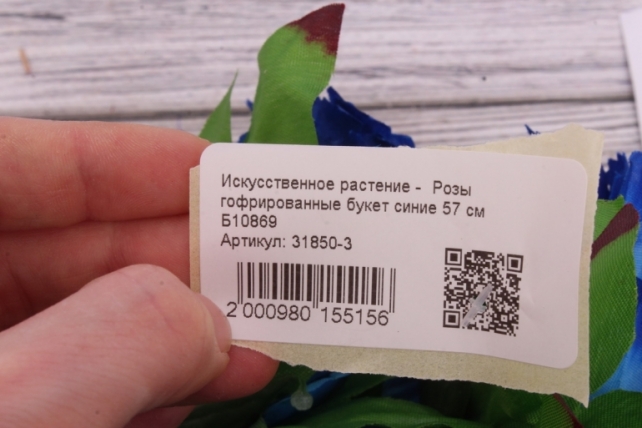 Искусственное растение - Розы
гофрированные букет синие 57 см
Б10869
Артикул: 31850-3
2 000980 155156